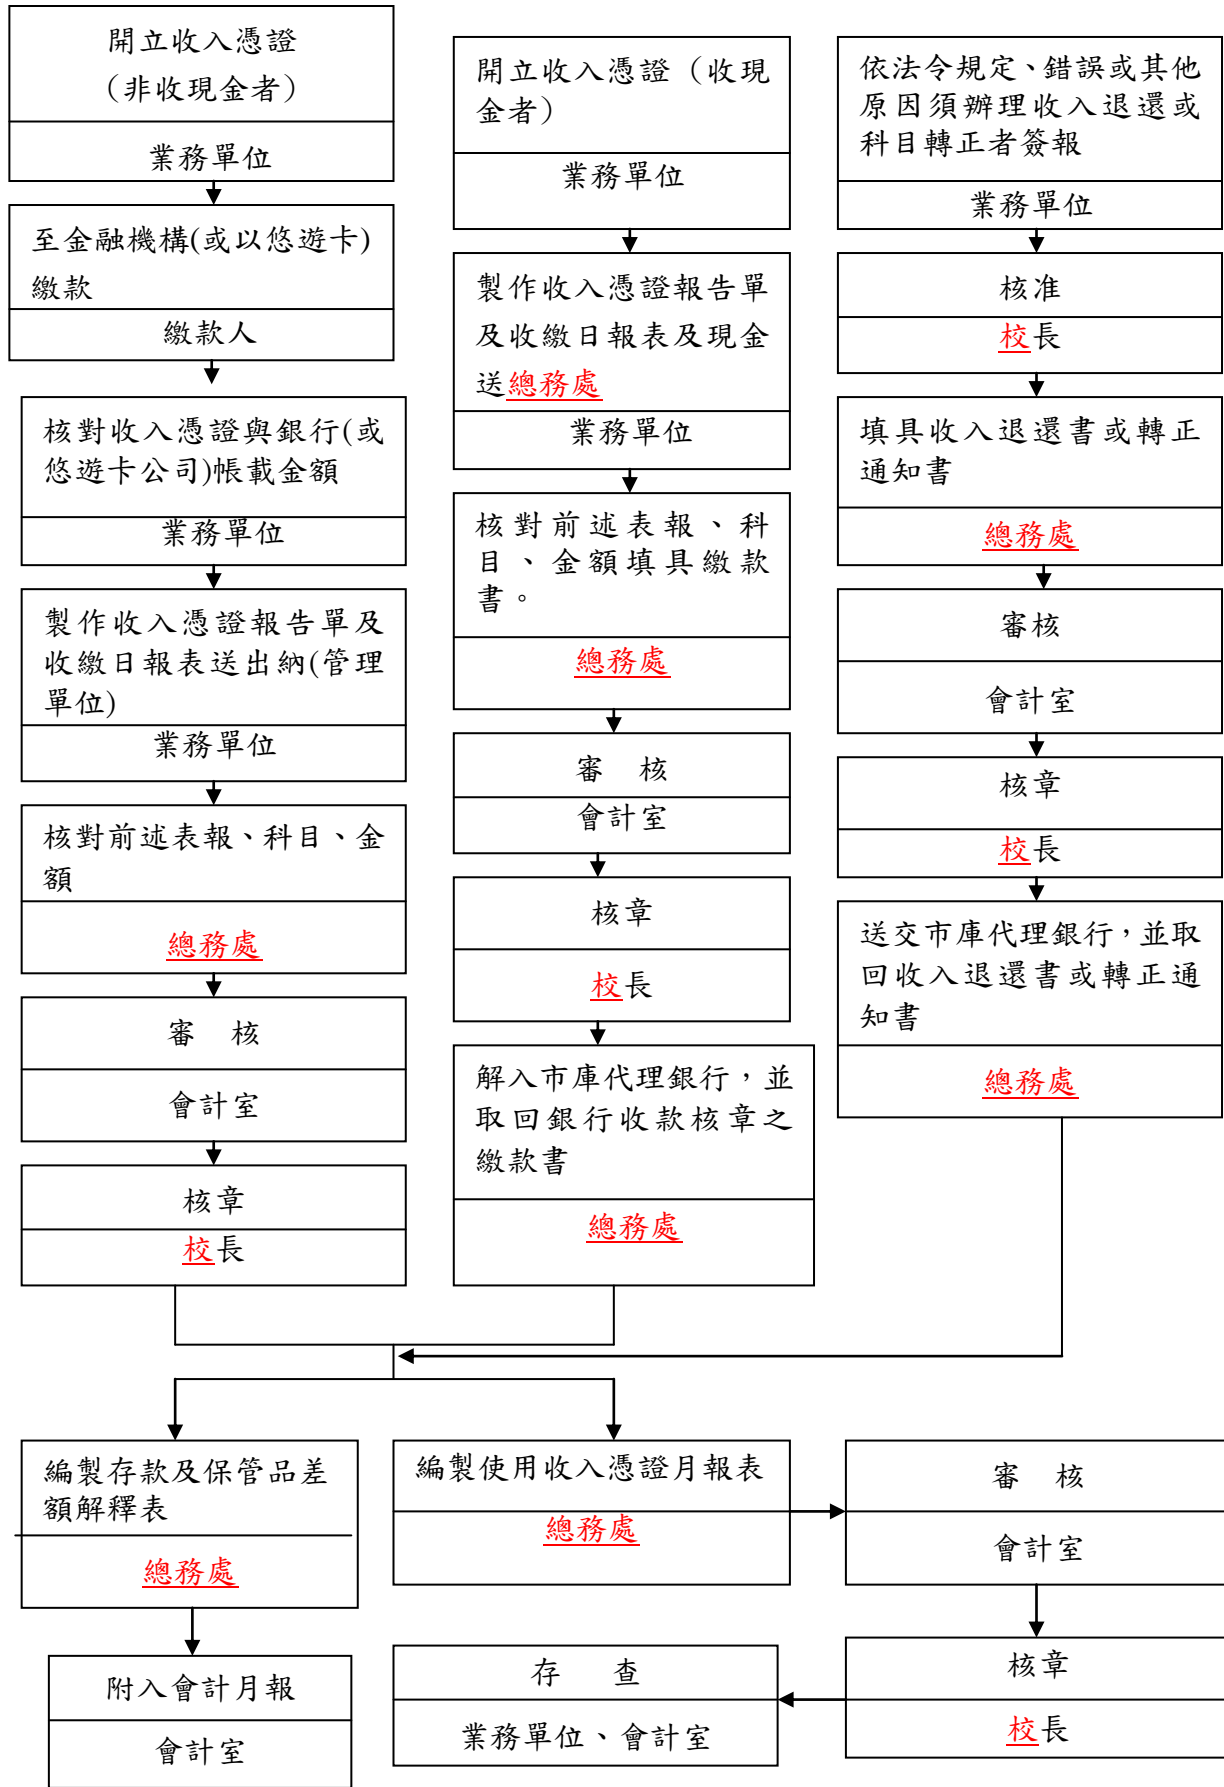 開立收入憑證
（非收現金者）
業務單位
至金融機構(或以悠遊卡)
繳款
繳款人
核對收入憑證與銀行(或
悠遊卡公司)帳載金額
業務單位
製作收入憑證報告單及
收繳日報表送出納(管理
單位)
業務單位
核對前述表報、科目、金
額
總務處
審　核
會計室
核章
校長
開立收入憑證（收現
金者）
業務單位
製作收入憑證報告單
及收繳日報表及現金
送總務處
業務單位
核對前述表報、科
目、金額填具繳款
書。
總務處
審　核
會計室
核章
校長
解入市庫代理銀行，並
取回銀行收款核章之
繳款書
總務處
依法令規定、錯誤或其他
原因須辦理收入退還或
科目轉正者簽報
業務單位
核准
校長
填具收入退還書或轉正
通知書
總務處
審核
會計室
核章
校長
送交市庫代理銀行，並取
回收入退還書或轉正通
知書
總務處
編製存款及保管品差
額解釋表
總務處
附入會計月報
會計室
編製使用收入憑證月報表
總務處
審　核
會計室
核章
校長
存　　查
業務單位、會計室